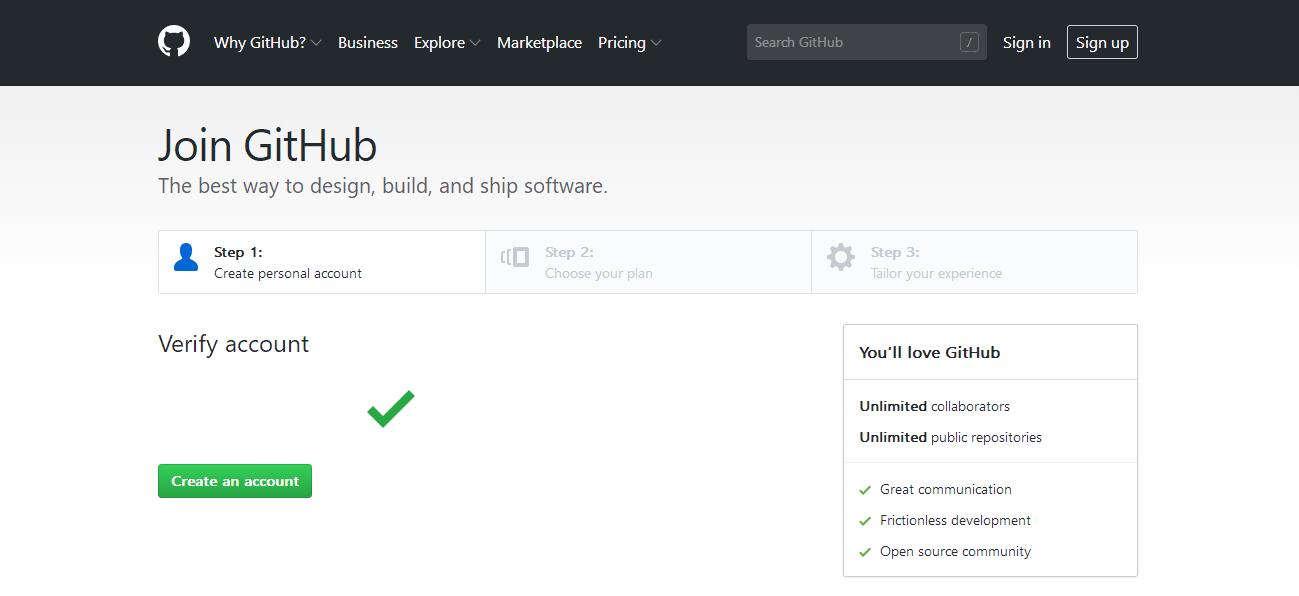 Why GitHub? Business Explore Marketplace Pricing Search GitHub / Sign in Sign up
Join GitHub
The best way to design, build, and ship software.
Step 1:
Create personal account
Step 2:
Choose your plan
Step 3:
Tailor your experience
Verify account
Create an account
You’ll love GitHub
Unlimited collaborators
Unlimited public repositories
Great communication
Frictionless development
Open source community